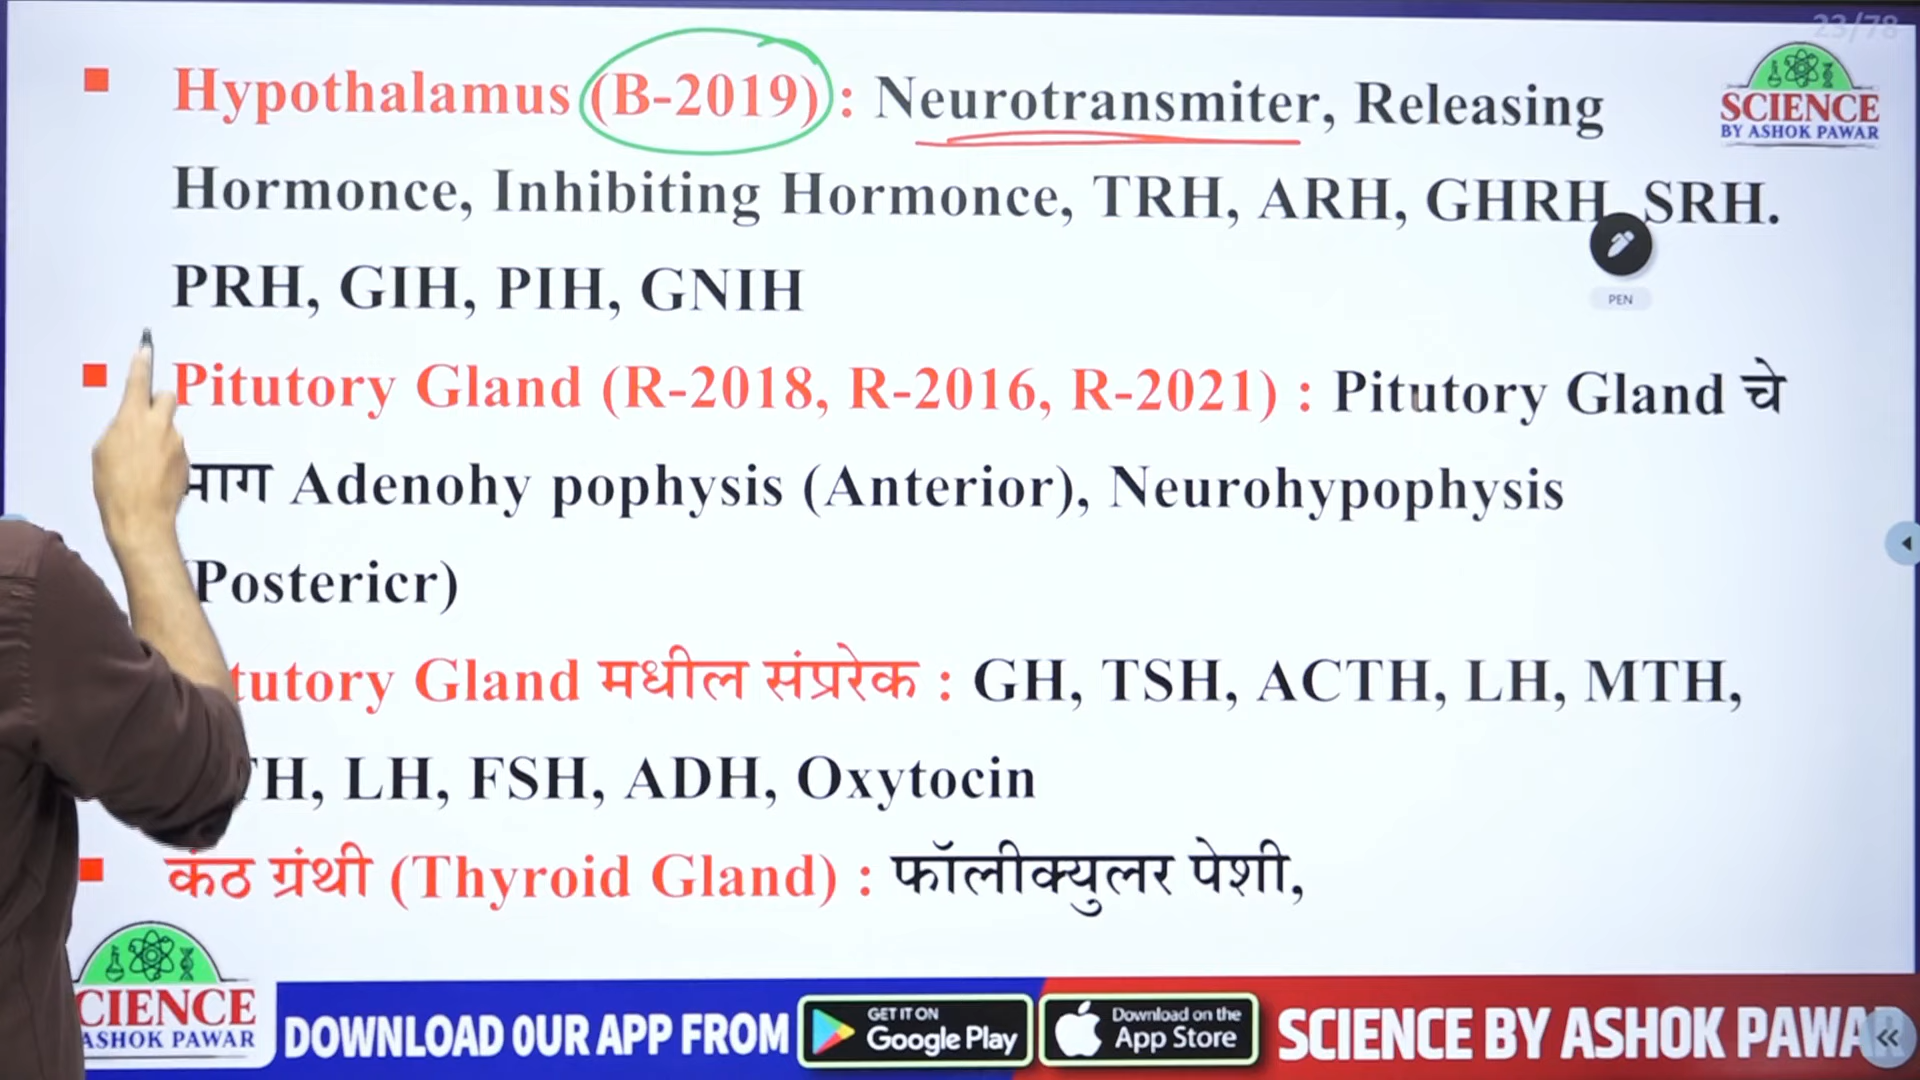 23/78
Hypothalamus (B-2019) : Neurotransmiter, Releasing
Hormonce, Inhibiting Hormonce, TRH, ARH, GHRH, SRH.
PRH, GIH, PIH, GNIH
Pitutory Gland (R-2018, R-2016, R-2021) : Pitutory Gland चे
भाग Adenohy pophysis (Anterior), Neurohypophysis
(Postericr)
tutory Gland मधील संप्रेरक : GH, TSH, ACTH, LH, MTH,
TH, LH, FSH, ADH, Oxytocin
कंठ ग्रंथी (Thyroid Gland) : फॉलीक्युलर पेशी,
SCIENCE
BY ASHOK PAWAR
PEN
CIENCE
ASHOK PAWAR
DOWNLOAD OUR APP FROM
GET IT ON
Google Play
Download on the
App Store
SCIENCE BY ASHOK PAWA